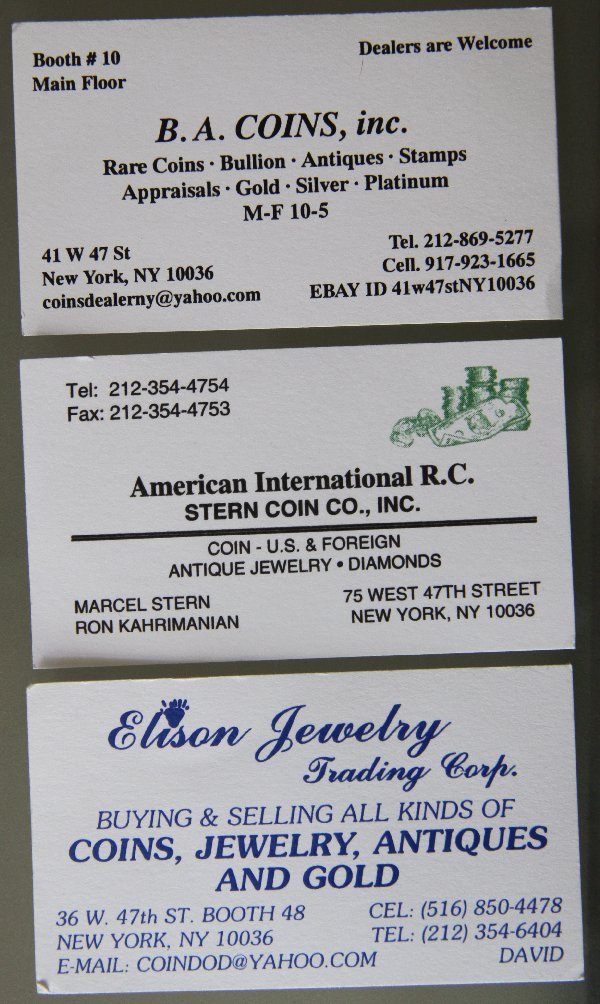 Booth # 10
Main Floor
Dealers are Welcome
B. A. COINS, inc.
Rare Coins · Bullion · Antiques · Stamps
Appraisals · Gold · Silver · Platinum
M-F 10-5
41 W 47 St
New York, NY 10036
coinsdealerny@yahoo.com
Tel. 212-869-5277
Cell. 917-923-1665
EBAY ID 41w47stNY10036
Tel: 212-354-4754
Fax: 212-354-4753
American International R.C.
STERN COIN CO., INC.
COIN - U.S. & FOREIGN
ANTIQUE JEWELRY • DIAMONDS
MARCEL STERN
RON KAHRIMANIAN
75 WEST 47TH STREET
NEW YORK, NY 10036
Elison Jewelry
Trading Corp.
BUYING & SELLING ALL KINDS OF
COINS, JEWELRY, ANTIQUES
AND GOLD
36 W. 47th ST. BOOTH 48
NEW YORK, NY 10036
E-MAIL: COINDOD@YAHOO.COM
CEL: (516) 850-4478
TEL: (212) 354-6404
DAVID